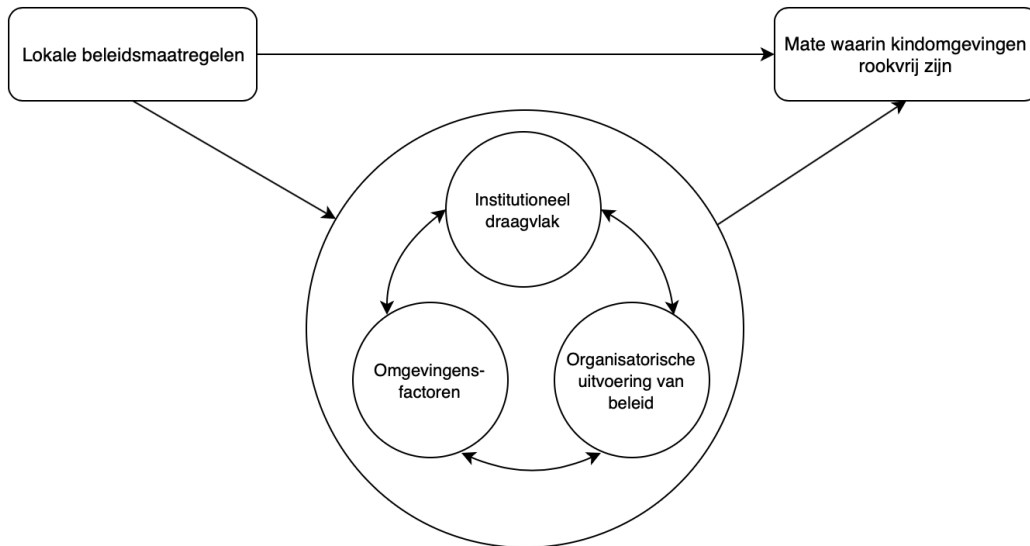 Lokale beleidsmaatregelen
Mate waarin kindomgevingen
rookvrij zijn
Institutioneel
draagvlak
Omgevingens-
factoren
Organisatorische
uitvoering van
beleid